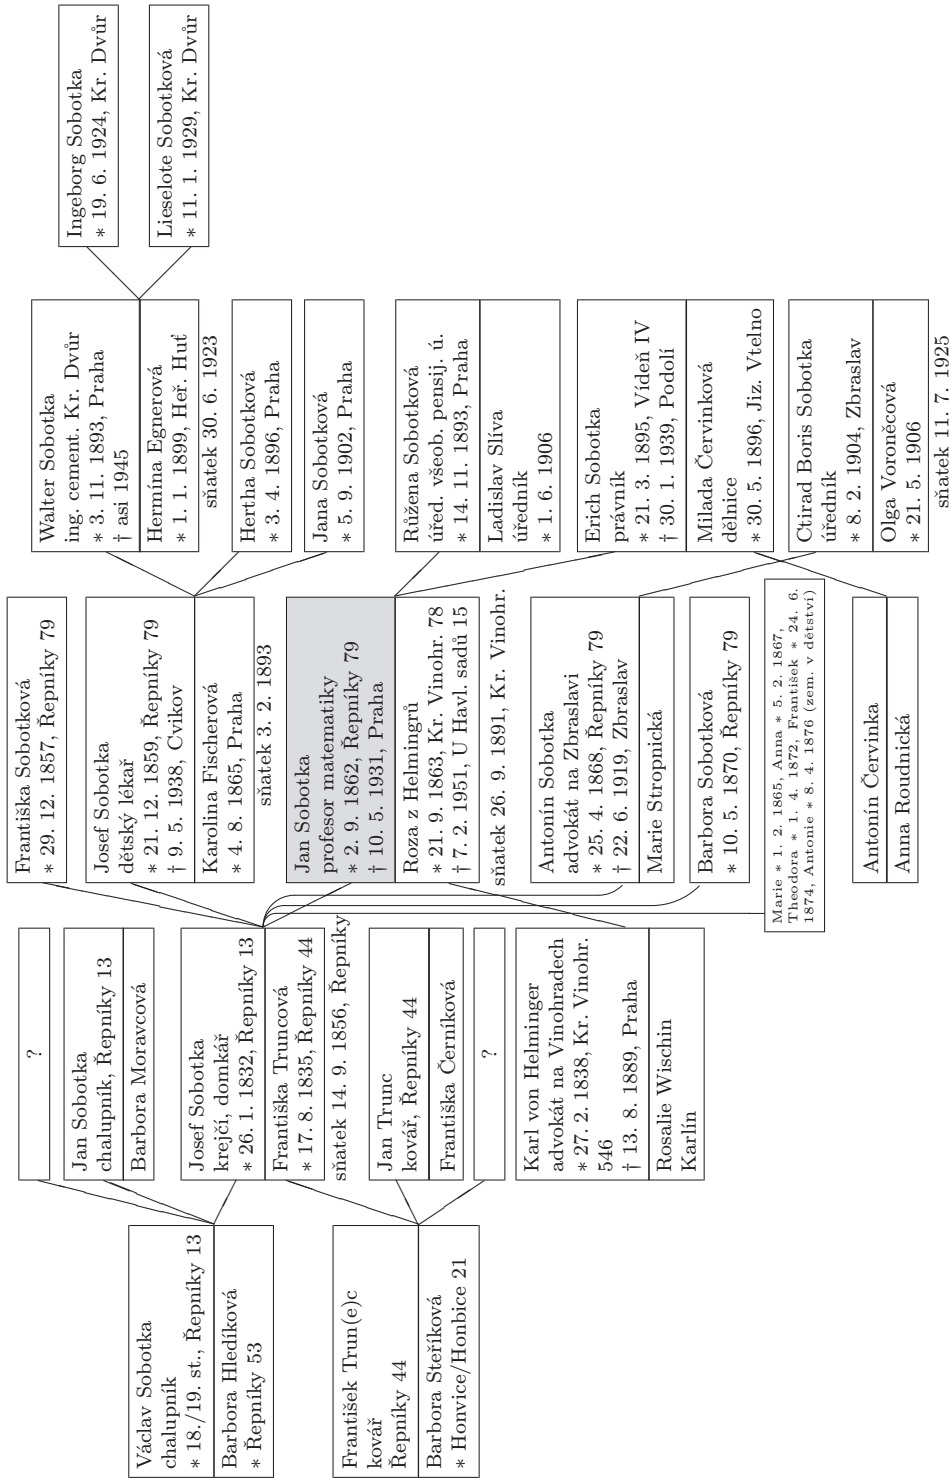 Václav Sobotka
chalupník
* 18./19. st., Řepníky 13
Barbora Hledíková
* Řepníky 53
František Trun(e)c
kovář
Řepníky 44
Barbora Steříková
* Honvice/Honbice 21
?
Jan Sobotka
chalupník, Řepníky 13
Barbora Moravcová
Josef Sobotka
krejčí, domkář
* 26. 1. 1832, Řepníky 13
Františka Truncová
* 17. 8. 1835, Řepníky 44
sňatek 14. 9. 1856, Řepníky
Jan Trunc
kovář, Řepníky 44
Františka Černíková
?
Karl von Helminger
advokát na Vinohradech
* 27. 2. 1838, Kr. Vinohr.
546
† 13. 8. 1889, Praha
Rosalie Wischin
Karlín
Františka Sobotková
* 29. 12. 1857, Řepníky 79
Josef Sobotka
dětský lékař
* 21. 12. 1859, Řepníky 79
† 9. 5. 1938, Cvikov
Karolina Fischerová
* 4. 8. 1865, Praha
sňatek 3. 2. 1893
Jan Sobotka
profesor matematiky
* 2. 9. 1862, Řepníky 79
† 10. 5. 1931, Praha
Roza z Helmingrů
* 21. 9. 1863, Kr. Vinohr. 78
† 7. 2. 1951, U Havl. sadů 15
sňatek 26. 9. 1891, Kr. Vinohr.
Antonín Sobotka
advokát na Zbraslavi
* 25. 4. 1868, Řepníky 79
† 22. 6. 1919, Zbraslav
Marie Stropnická
Barbora Sobotková
* 10. 5. 1870, Řepníky 79
Marie * 1. 2. 1865, Anna * 5. 2. 1867,
Theodora * 1. 4. 1872, František * 24. 6.
1874, Antonie * 8. 4. 1876 (zem. v dětství)
Antonín Červinka
Anna Roudnická
Walter Sobotka
ing. cement. Kr. Dvůr
* 3. 11. 1893, Praha
† asi 1945
Hermína Egnerová
* 1. 1. 1899, Heř. Huť
sňatek 30. 6. 1923
Hertha Sobotková
* 3. 4. 1896, Praha
Jana Sobotková
* 5. 9. 1902, Praha
Růžena Sobotková
úřed. všeob. pensij. ú.
* 14. 11. 1893, Praha
Ladislav Slíva
úředník
* 1. 6. 1906
Erich Sobotka
právník
* 21. 3. 1895, Vídeň IV
† 30. 1. 1939, Podolí
Milada Červinková
dělnice
* 30. 5. 1896, Jiz. Vtelno
Ctirad Boris Sobotka
úředník
* 8. 2. 1904, Zbraslav
Olga Voroněcová
* 21. 5. 1906
sňatek 11. 7. 1925
Ingeborg Sobotka
* 19. 6. 1924, Kr. Dvůr
Lieselote Sobotková
* 11. 1. 1929, Kr. Dvůr